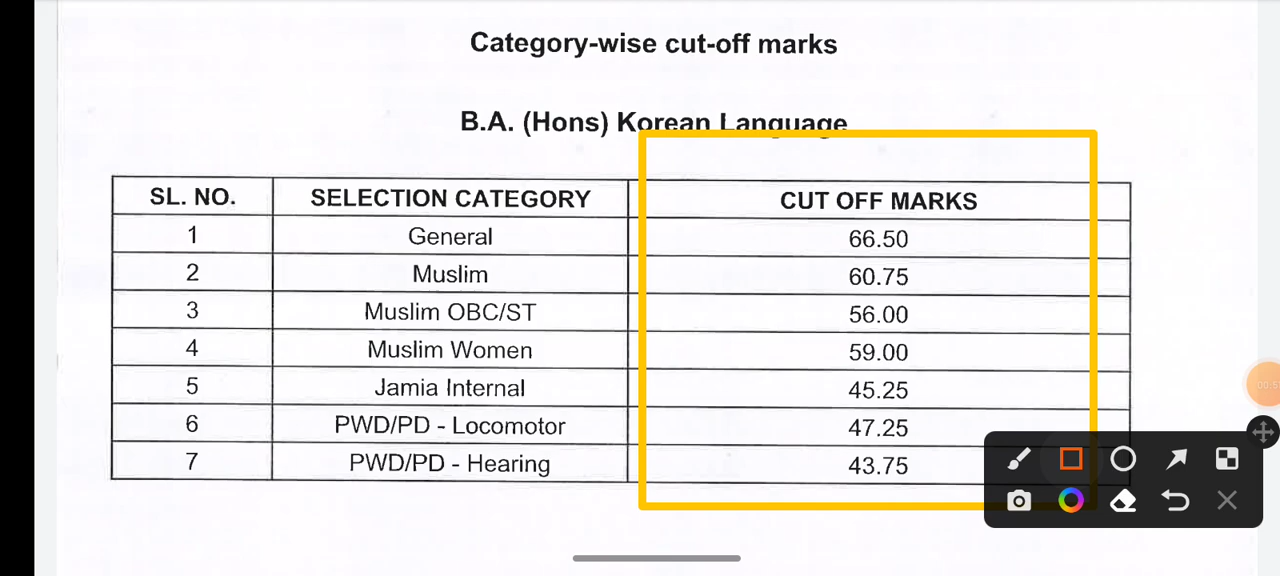 Category-wise cut-off marks
B.A. (Hons) Korean Language
SL. NO. SELECTION CATEGORY CUT OFF MARKS
1 General 66.50
2 Muslim 60.75
3 Muslim OBC/ST 56.00
4 Muslim Women 59.00
5 Jamia Internal 45.25
6 PWD/PD - Locomotor 47.25
7 PWD/PD - Hearing 43.75